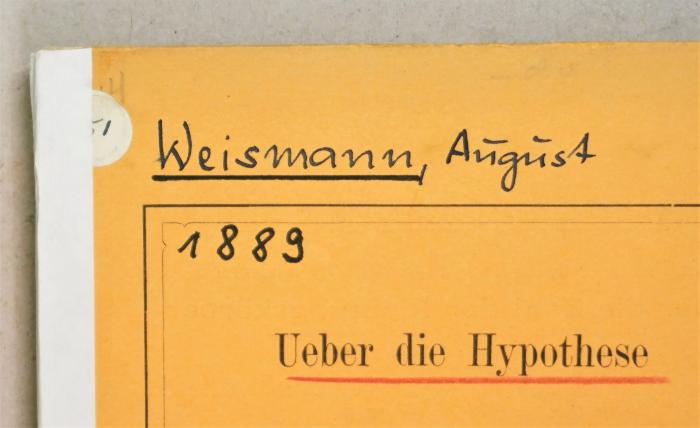 Weismann, August
1889
Ueber die Hypothese